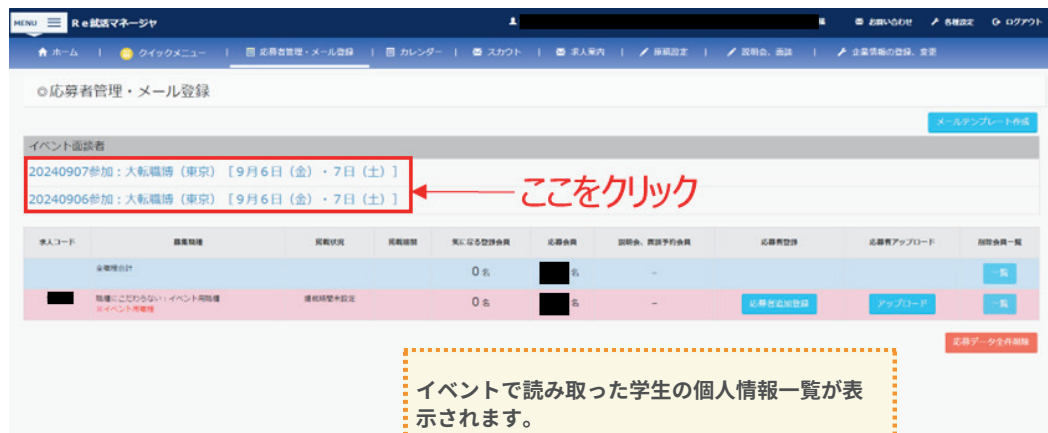 MENU Re就活マネージャ お問い合わせ 各種設定 ログアウト
ホーム | クイックメニュー | 応募者管理・メール登録 | カレンダー | スカウト | 求人案内 | 原稿設定 | 説明会、面談 | 企業情報の登録、変更
◎応募者管理・メール登録
メールテンプレート作成
イベント面談者
20240907参加：大転職博（東京）［9月6日（金）・7日（土）］
20240906参加：大転職博（東京）［9月6日（金）・7日（土）］
ここをクリック
求人コード 募集職種 掲載状況 掲載期間 気になる登録会員 応募会員 説明会、面談予約会員 応募者登録 応募者アップロード 削除会員一覧
全職種合計 0名 名 - 一覧
職種にこだわらない：イベント用職種 連載期間未設定 0名 名 - 応募者追加登録 アップロード 一覧
※イベント用職種
応募データ全件削除
イベントで読み取った学生の個人情報一覧が表
示されます。